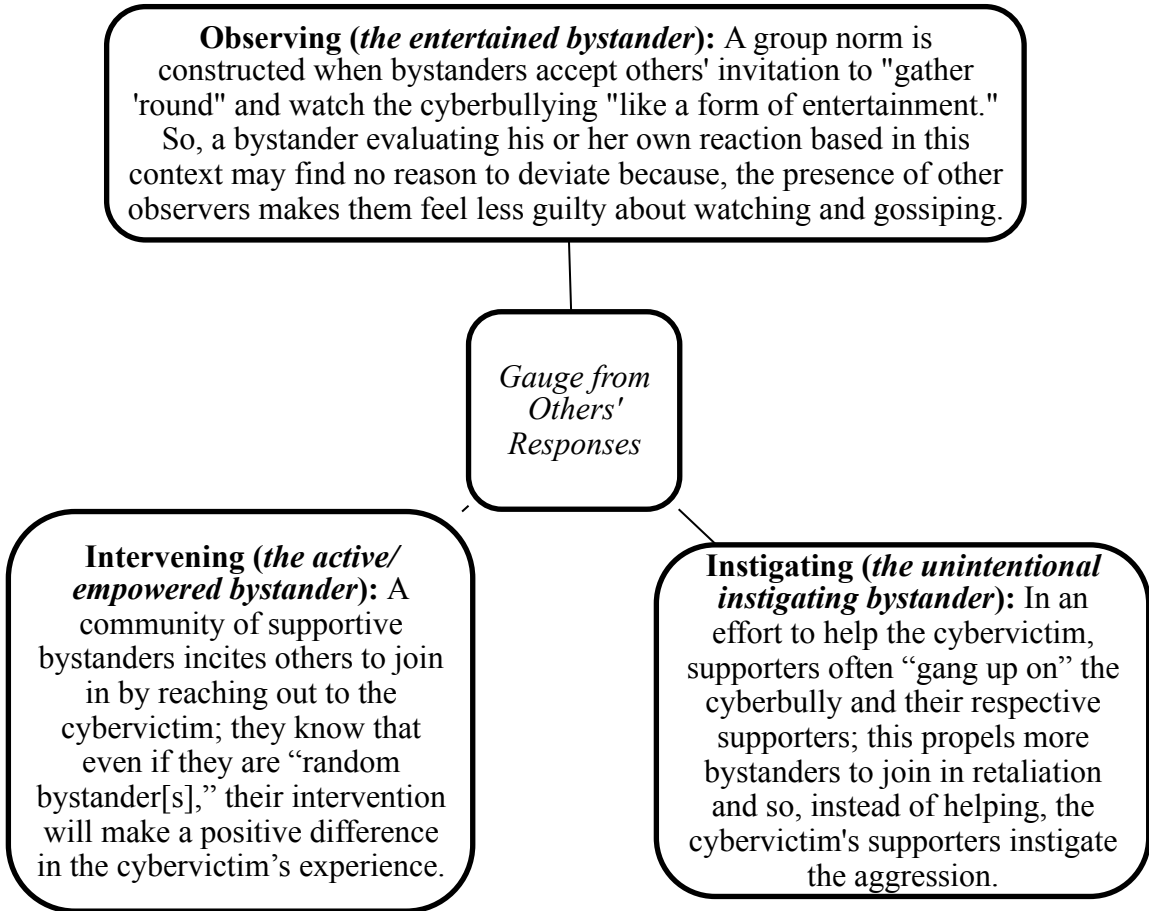 Observing (the entertained bystander): A group norm is
constructed when bystanders accept others' invitation to "gather
'round" and watch the cyberbullying "like a form of entertainment."
So, a bystander evaluating his or her own reaction based in this
context may find no reason to deviate because, the presence of other
observers makes them feel less guilty about watching and gossiping.
Gauge from
Others'
Responses
Intervening (the active/
empowered bystander): A
community of supportive
bystanders incites others to join
in by reaching out to the
cybervictim; they know that
even if they are “random
bystander[s],” their intervention
will make a positive difference
in the cybervictim’s experience.
Instigating (the unintentional
instigating bystander): In an
effort to help the cybervictim,
supporters often “gang up on” the
cyberbully and their respective
supporters; this propels more
bystanders to join in retaliation
and so, instead of helping, the
cybervictim's supporters instigate
the aggression.